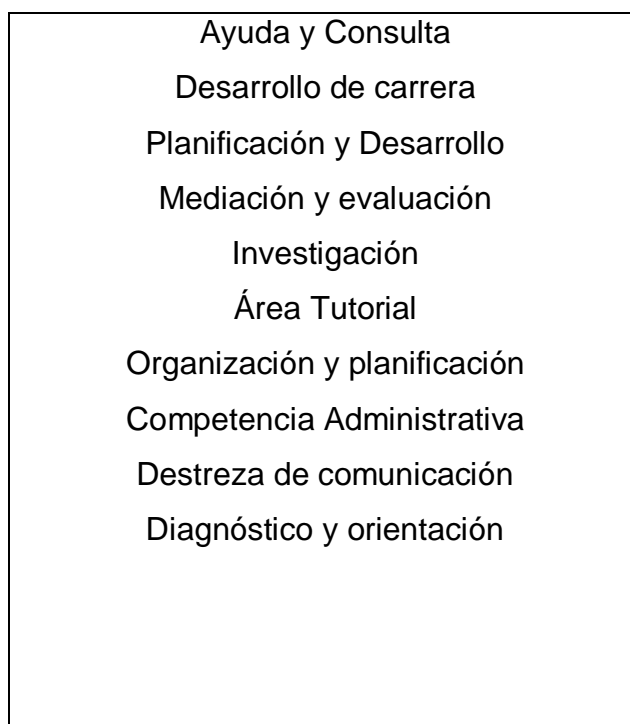 Ayuda y Consulta
Desarrollo de carrera
Planificación y Desarrollo
Mediación y evaluación
Investigación
Área Tutorial
Organización y planificación
Competencia Administrativa
Destreza de comunicación
Diagnóstico y orientación